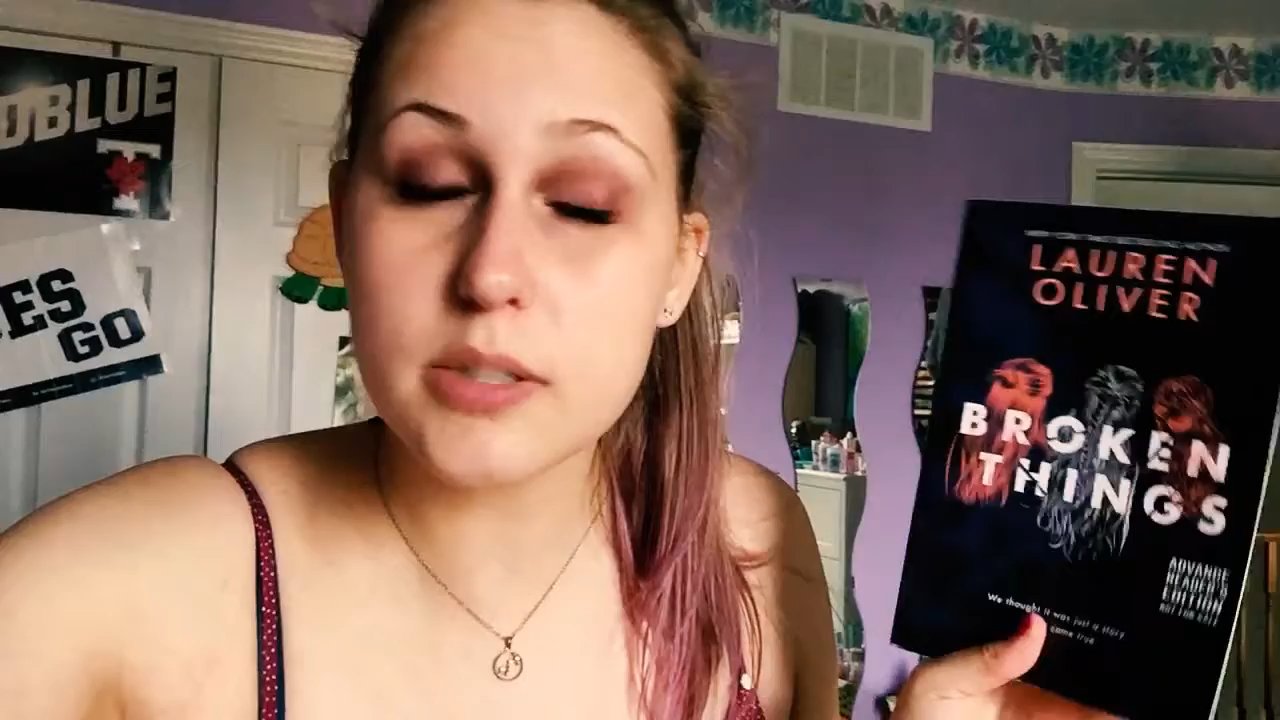 DBLUE
T
ES
GO
LAUREN
OLIVER
BROKEN
THINGS
ADVANCE
READER'S
EDITION
NOT FOR SALE
We thought it was just a story
came true